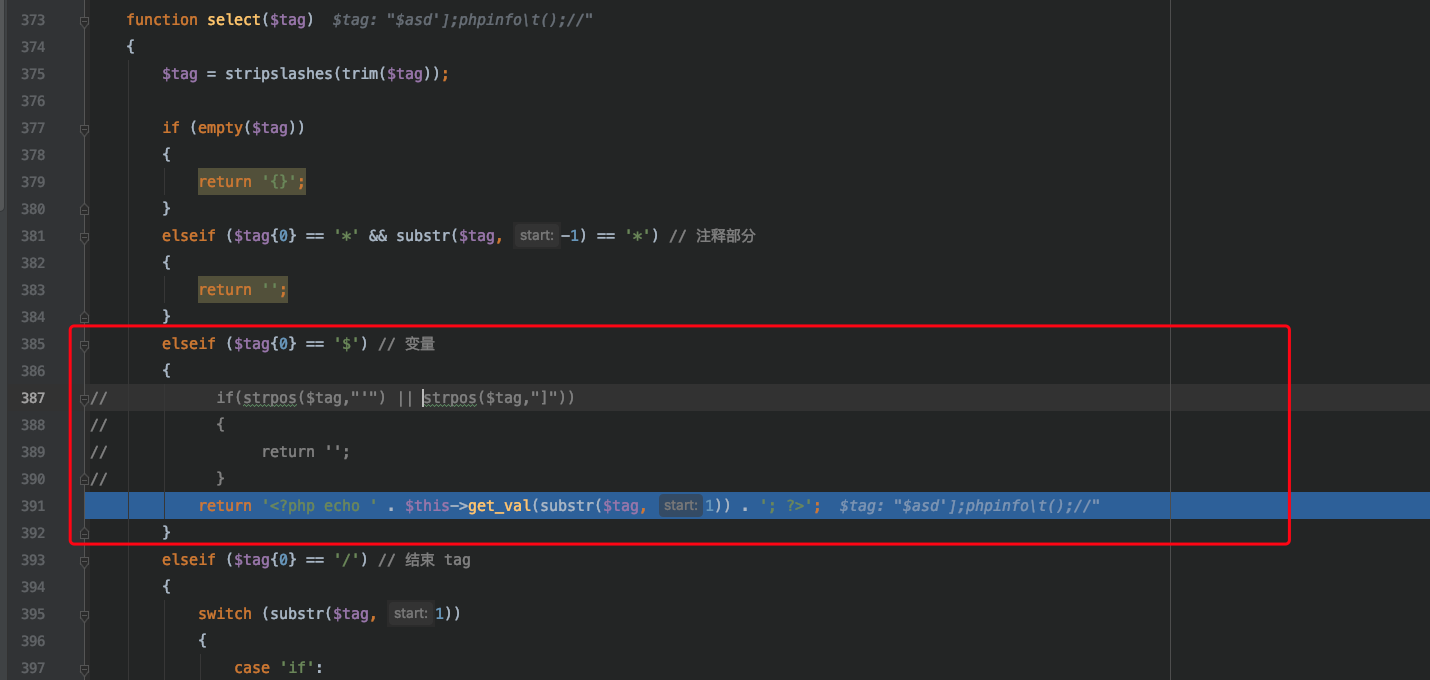 373 function select($tag) $tag: "$asd'];phpinfo\t();//"
374 {
375 $tag = stripslashes(trim($tag));
376
377 if (empty($tag))
378 {
379 return '{}';
380 }
381 elseif ($tag{0} == '*' && substr($tag, start: -1) == '*') // 注释部分
382 {
383 return '';
384 }
385 elseif ($tag{0} == '$') // 变量
386 {
387 // if(strpos($tag,"'") || strpos($tag,"]"))
388 // {
389 // return '';
390 // }
391 return '<?php echo ' . $this->get_val(substr($tag, start: 1)) . '; ?>'; $tag: "$asd'];phpinfo\t();//"
392 }
393 elseif ($tag{0} == '/') // 结束 tag
394 {
395 switch (substr($tag, start: 1))
396 {
397 case 'if':